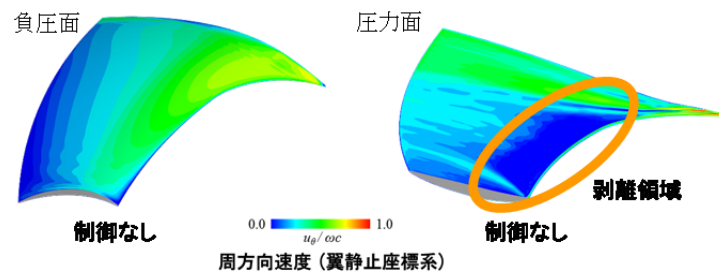 負圧面
圧力面
剥離領域
制御なし
制御なし
0.0
1.0
u_θ/ωc
周方向速度 (翼静止座標系)